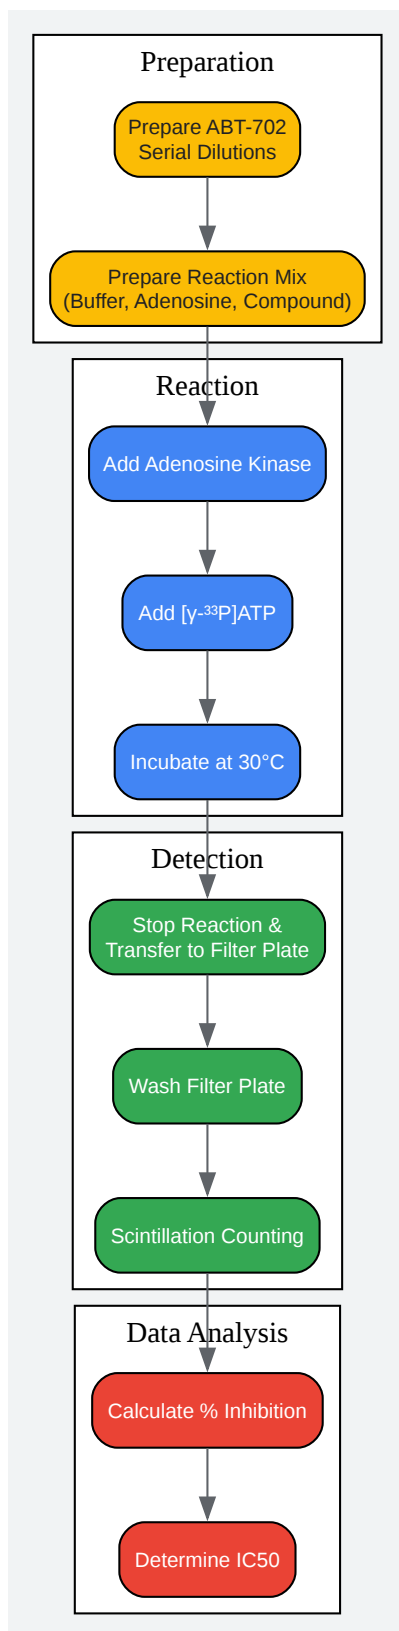 Preparation
Prepare ABT-702
Serial Dilutions
Prepare Reaction Mix
(Buffer, Adenosine, Compound)
Reaction
Add Adenosine Kinase
Add [γ-³³P]ATP
Incubate at 30°C
Detection
Stop Reaction &
Transfer to Filter Plate
Wash Filter Plate
Scintillation Counting
Data Analysis
Calculate % Inhibition
Determine IC50